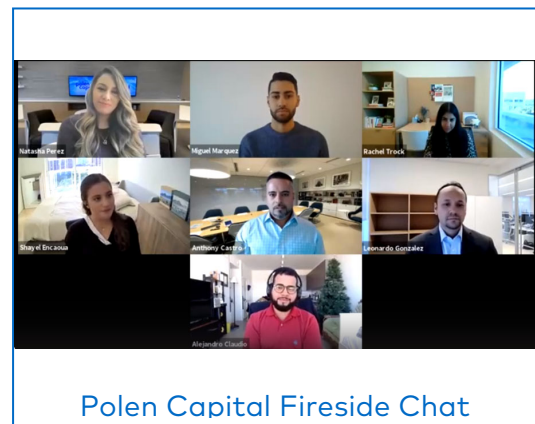 Natasha Perez
Miguel Marquez
Rachel Trock
Shayel Encaoua
Anthony Castro
Leonardo Gonzalez
Alejandro Claudio
Polen Capital Fireside Chat